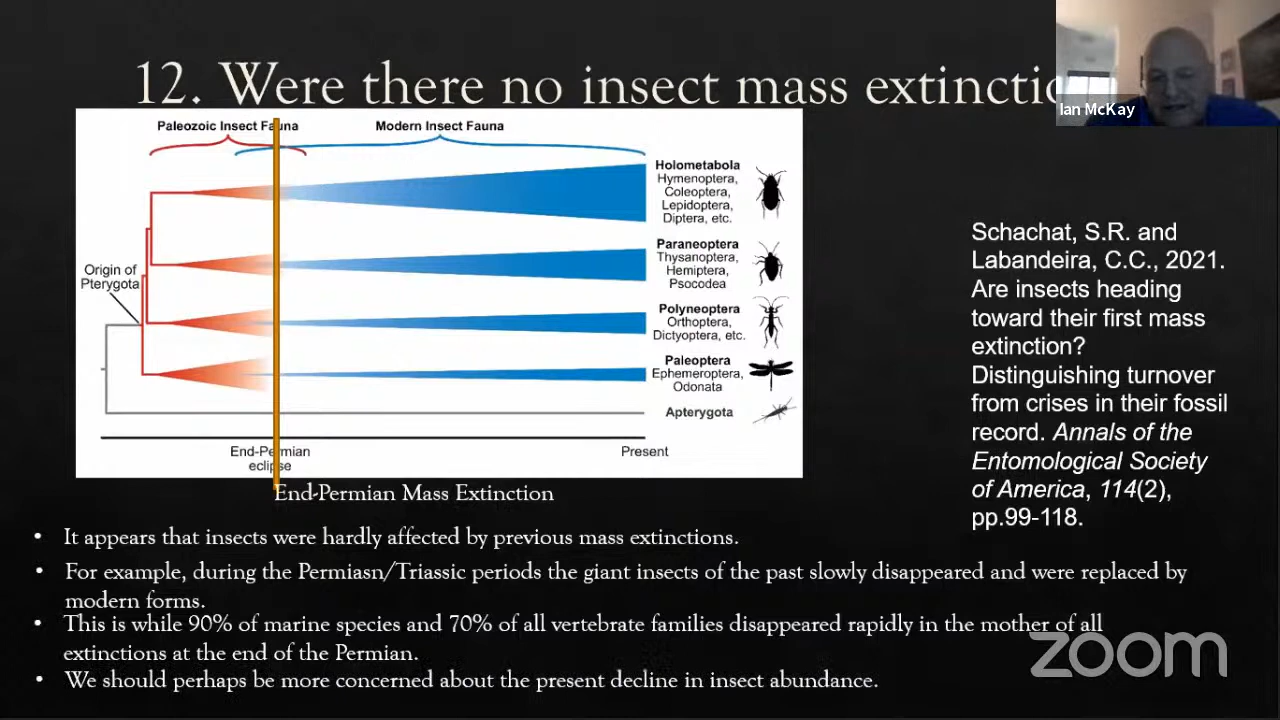 12. Were there no insect mass
Ian McKay
Paleozoic Insect Fauna
Modern Insect Fauna
Holometabola
Hymenoptera,
Coleoptera,
Lepidoptera,
Diptera, etc.
Paraneoptera
Thysanoptera,
Hemiptera,
Psocodea
Origin of
Pterygota
Polyneoptera
Orthoptera,
Dictyoptera, etc.
Paleoptera
Ephemeroptera,
Odonata
Apterygota
End-Permian
eclipse
Present
End-Permian Mass Extinction
Schachat, S.R. and
Labandeira, C.C., 2021.
Are insects heading
toward their first mass
extinction?
Distinguishing turnover
from crises in their fossil
record. Annals of the
Entomological Society
of America, 114(2),
pp.99-118.
• It appears that insects were hardly affected by previous mass extinctions.
• For example, during the Permiasn/Triassic periods the giant insects of the past slowly disappeared and were replaced by
modern forms.
• This is while 90% of marine species and 70% of all vertebrate families disappeared rapidly in the mother of all
extinctions at the end of the Permian.
• We should perhaps be more concerned about the present decline in insect abundance.
zoom